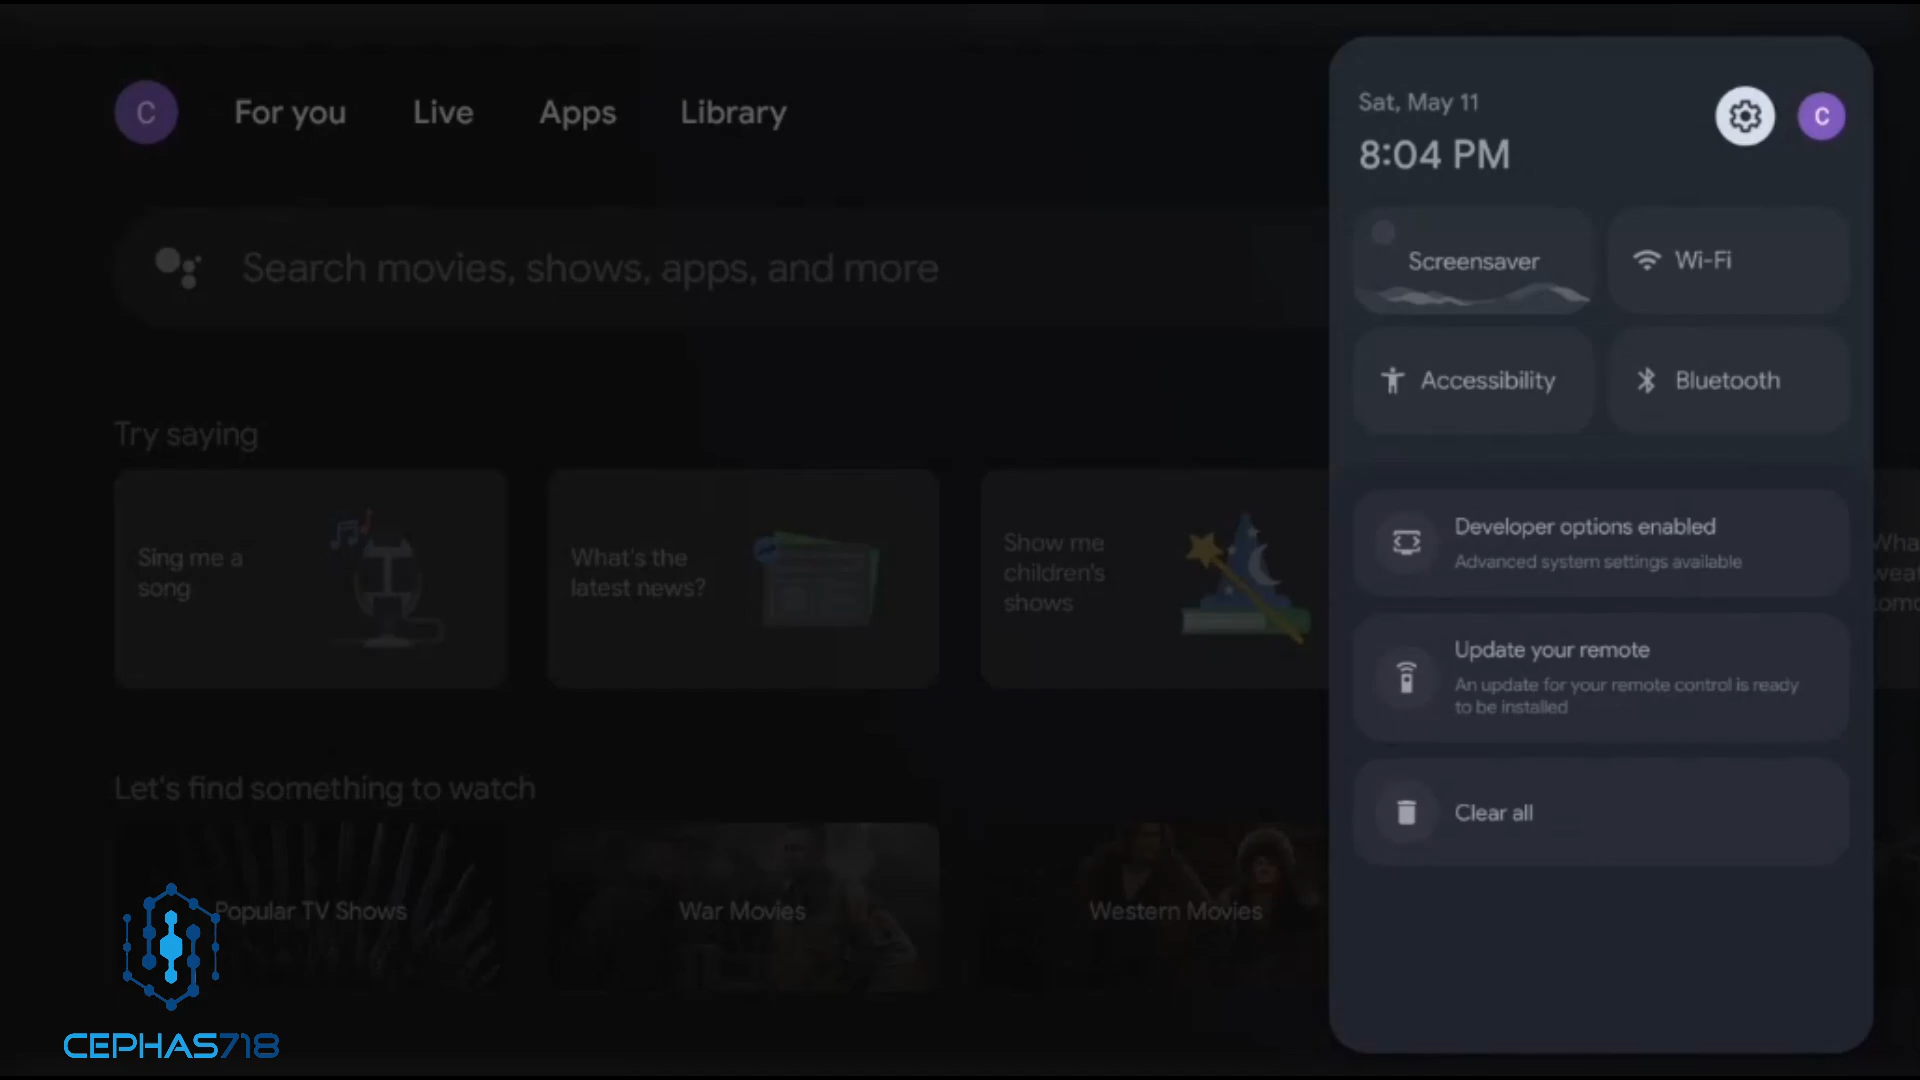 C
For you
Live
Apps
Library
Search movies, shows, apps, and more
Try saying
Sing me a
song
What's the
latest news?
Show me
children's
shows
Let's find something to watch
Popular TV Shows
War Movies
Western Movies
CEPHAS718
Sat, May 11
8:04 PM
C
Screensaver
Wi-Fi
Accessibility
Bluetooth
Developer options enabled
Advanced system settings available
Update your remote
An update for your remote control is ready
to be installed
Clear all